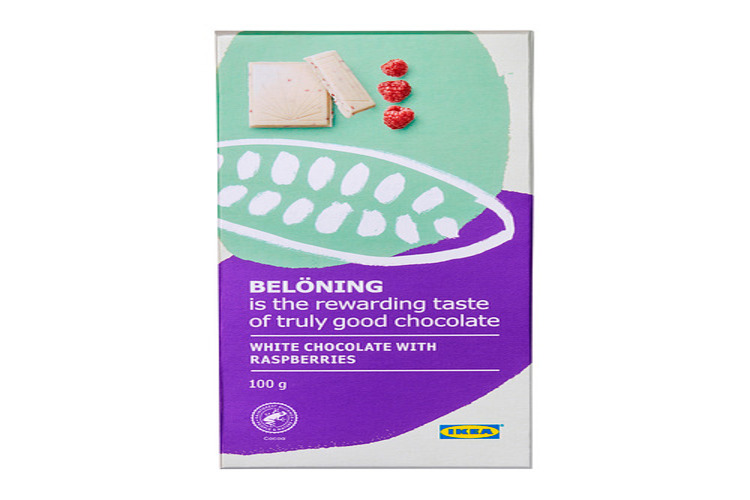 BELÖNING
is the rewarding taste
of truly good chocolate
WHITE CHOCOLATE WITH
RASPBERRIES
100 g
Cocoa
IKEA